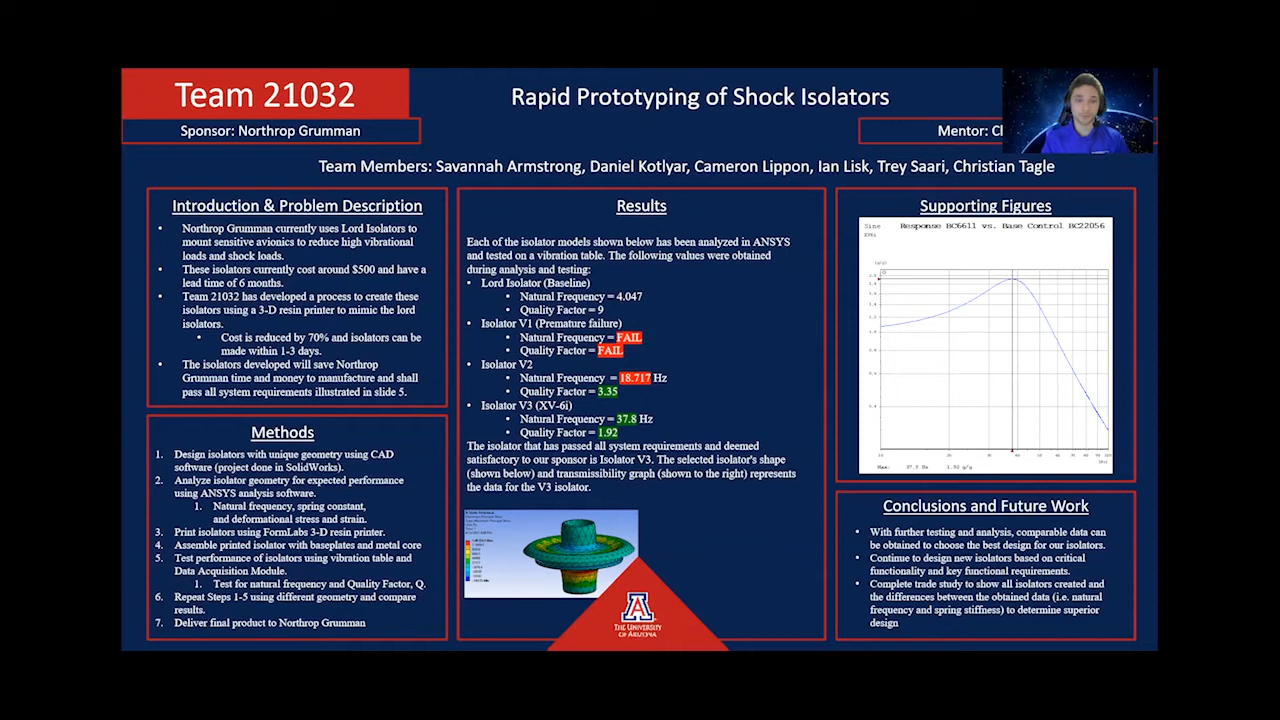 Team 21032
Rapid Prototyping of Shock Isolators
Sponsor: Northrop Grumman
Mentor:
Team Members: Savannah Armstrong, Daniel Kotlyar, Cameron Lippon, Ian Lisk, Trey Saari, Christian Tagle
Introduction & Problem Description
• Northrop Grumman currently uses Lord Isolators to
mount sensitive avionics to reduce high vibrational
loads and shock loads.
• These isolators currently cost around $500 and have a
lead time of 6 months.
• Team 21032 has developed a process to create these
isolators using a 3-D resin printer to mimic the lord
isolators.
• Cost is reduced by 70% and isolators can be
made within 1-3 days.
• The isolators developed will save Northrop
Grumman time and money to manufacture and shall
pass all system requirements illustrated in slide 5.
Methods
1. Design isolators with unique geometry using CAD
software (project done in SolidWorks).
2. Analyze isolator geometry for expected performance
using ANSYS analysis software.
1. Natural frequency, spring constant,
and deformational stress and strain.
3. Print isolators using FormLabs 3-D resin printer.
4. Assemble printed isolator with baseplates and metal core
5. Test performance of isolators using vibration table and
Data Acquisition Module.
1. Test for natural frequency and Quality Factor, Q.
6. Repeat Steps 1-5 using different geometry and compare
results.
7. Deliver final product to Northrop Grumman
Results
Each of the isolator models shown below has been analyzed in ANSYS
and tested on a vibration table. The following values were obtained
during analysis and testing:
• Lord Isolator (Baseline)
• Natural Frequency = 4.047
• Quality Factor = 9
• Isolator V1 (Premature failure)
• Natural Frequency = FAIL
• Quality Factor = FAIL
• Isolator V2
• Natural Frequency = 18.717 Hz
• Quality Factor = 3.35
• Isolator V3 (XV-6i)
• Natural Frequency = 37.8 Hz
• Quality Factor = 1.92
The isolator that has passed all system requirements and deemed
satisfactory to our sponsor is Isolator V3. The selected isolator's shape
(shown below) and transmissibility graph (shown to the right) represents
the data for the V3 isolator.
THE UNIVERSITY
OF ARIZONA
Supporting Figures
Sine Response BC6611 vs. Base Control BC22056
Conclusions and Future Work
• With further testing and analysis, comparable data can
be obtained to choose the best design for our isolators.
• Continue to design new isolators based on critical
functionality and key functional requirements.
• Complete trade study to show all isolators created and
the differences between the obtained data (i.e. natural
frequency and spring stiffness) to determine superior
design